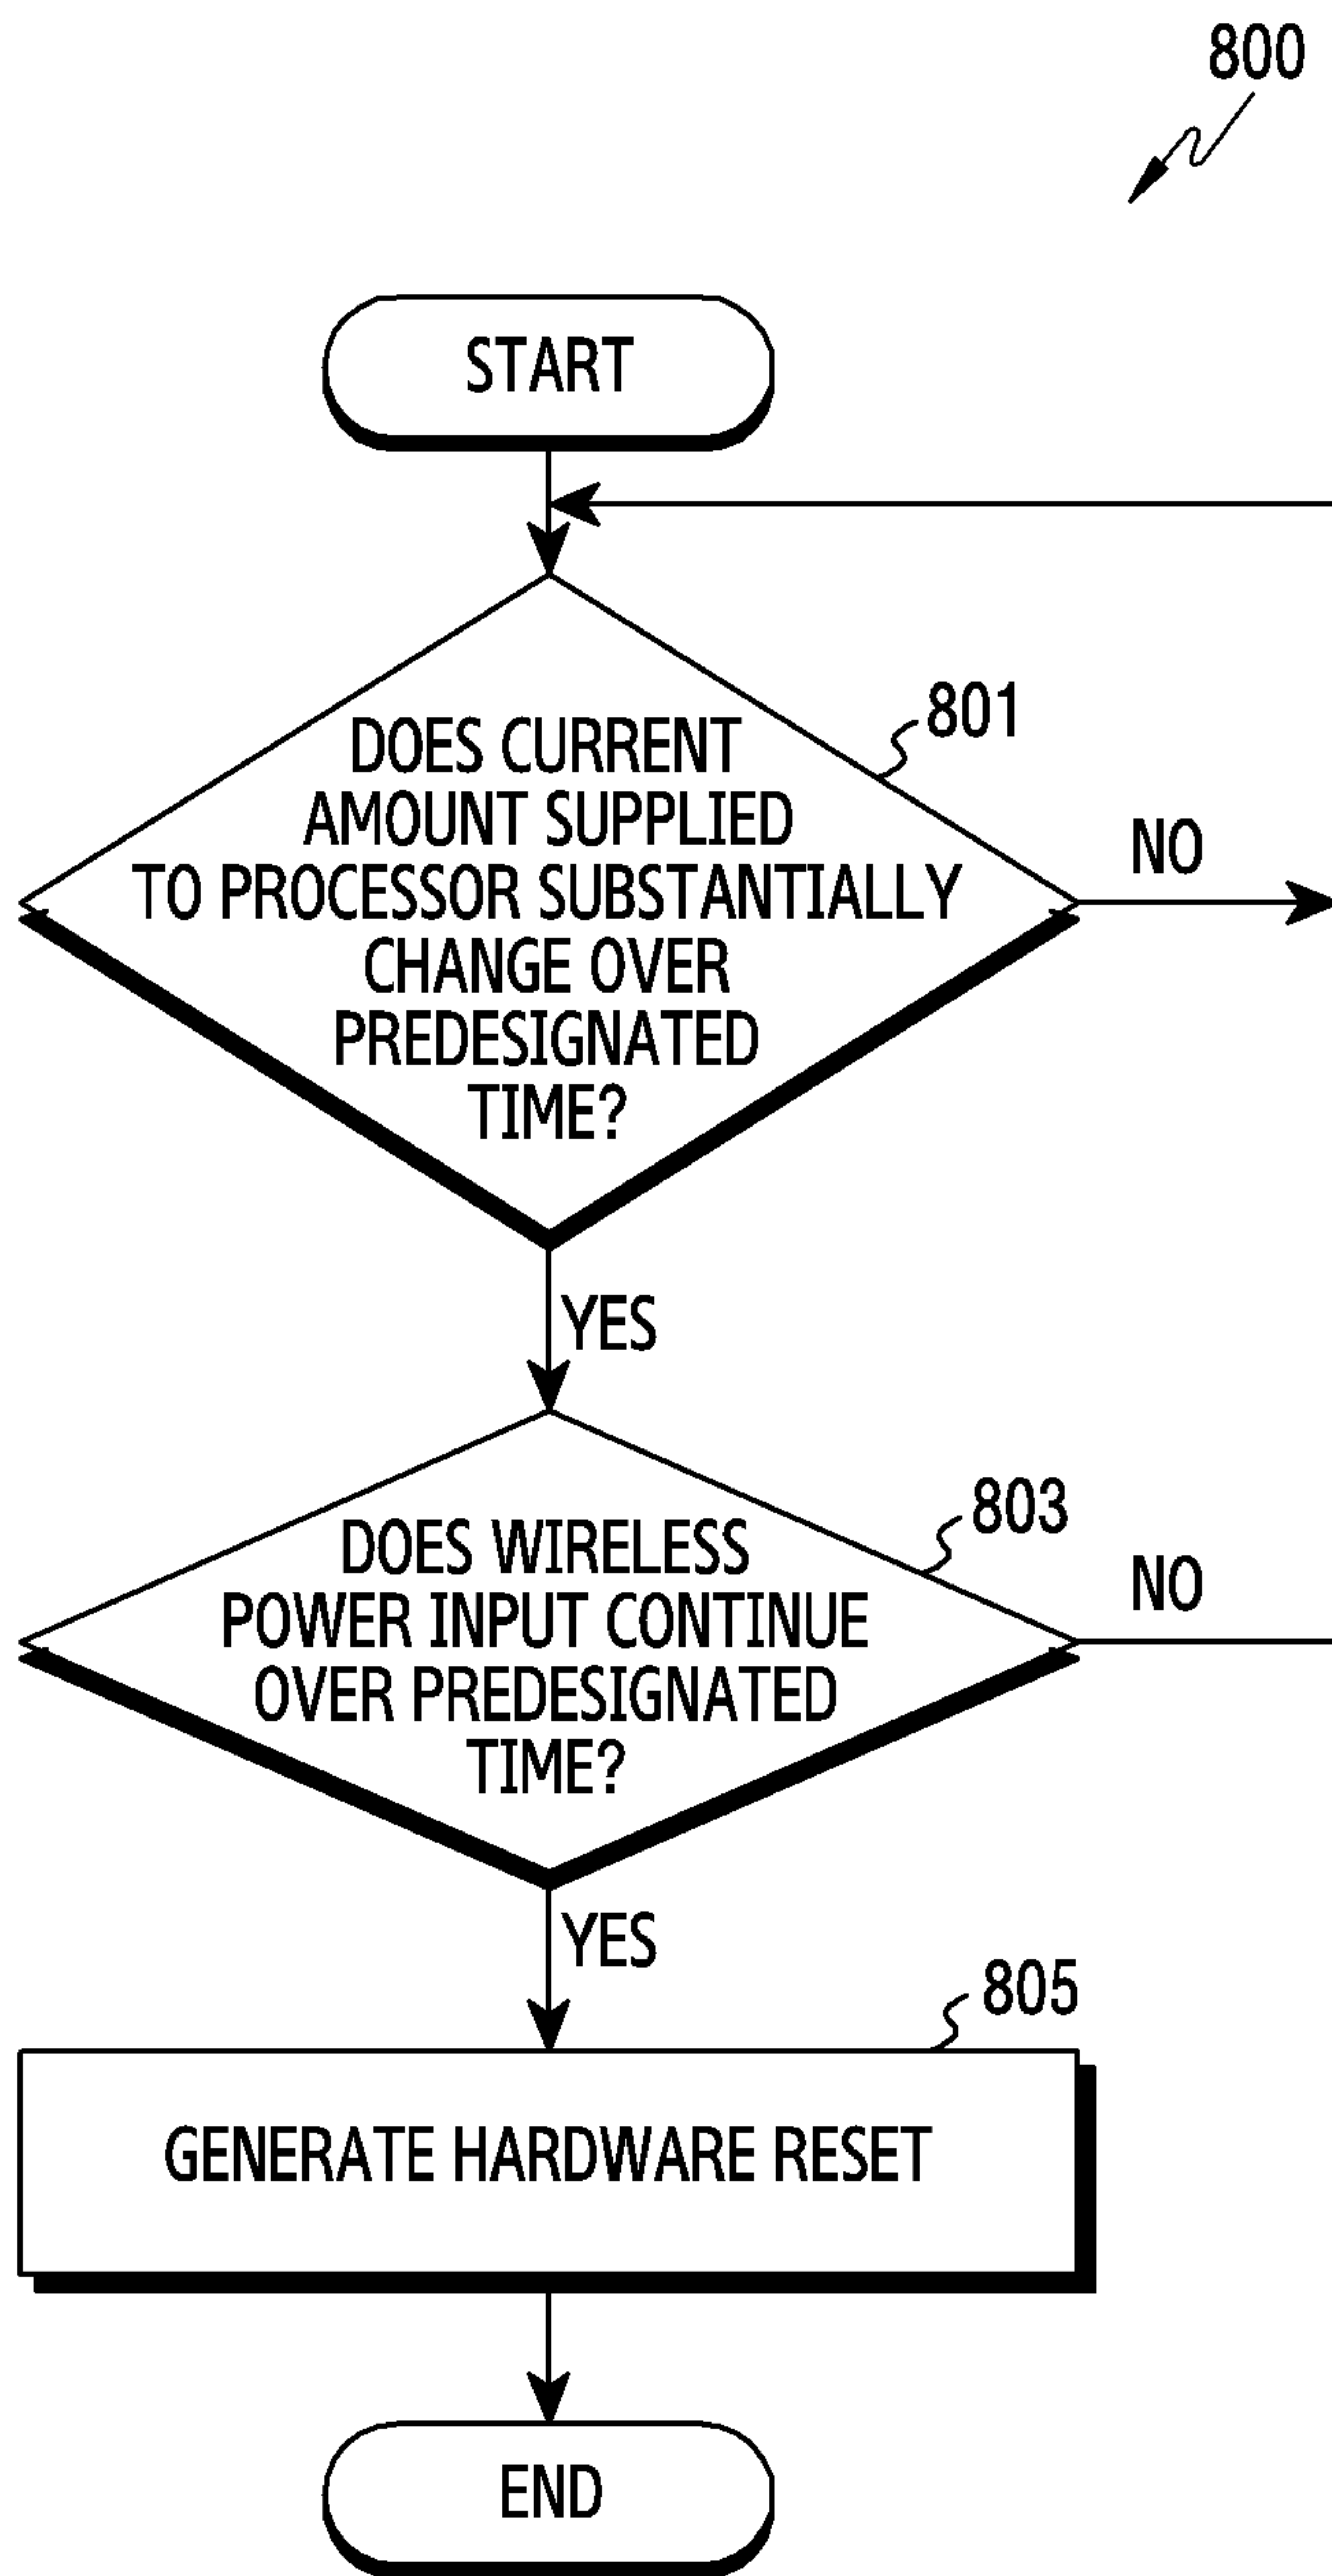 800
START
DOES CURRENT
AMOUNT SUPPLIED
TO PROCESSOR SUBSTANTIALLY
CHANGE OVER
PREDESIGNATED
TIME?
801
NO
YES
DOES WIRELESS
POWER INPUT CONTINUE
OVER PREDESIGNATED
TIME?
803
NO
YES
805
GENERATE HARDWARE RESET
END